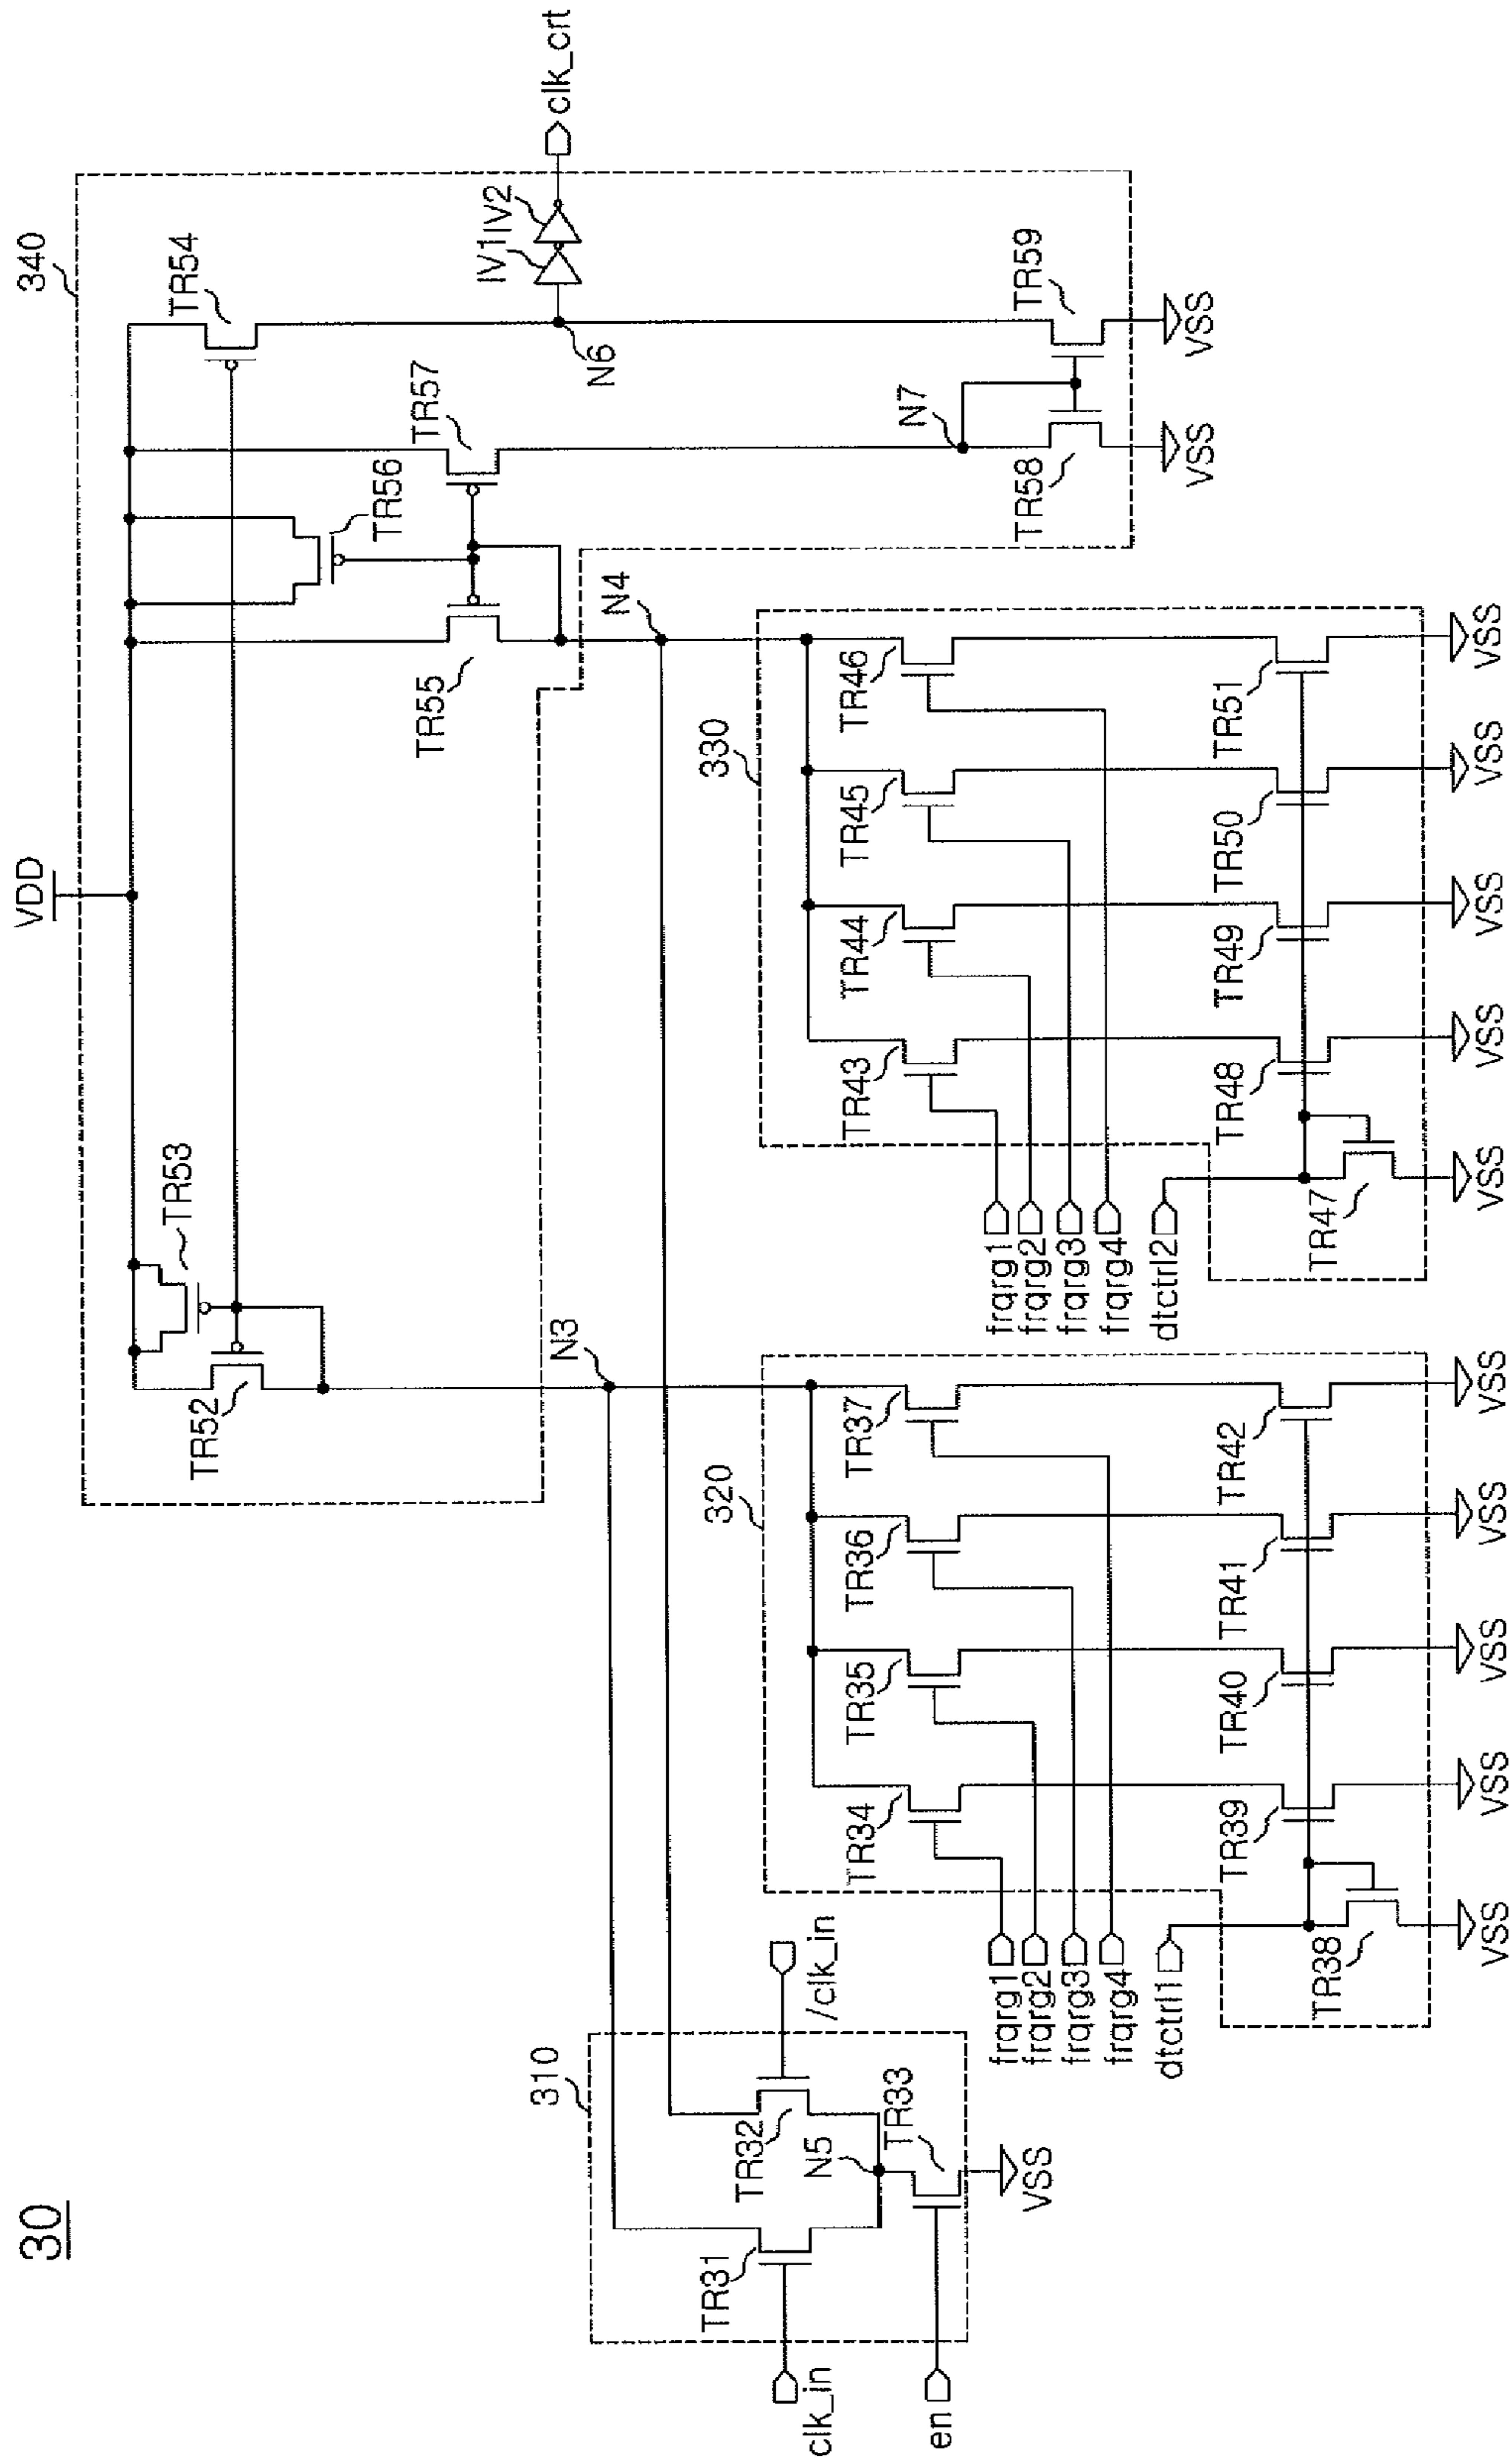 30
340
VDD
TR52
TR53
TR54
TR55
TR56
TR57
N6
IV1
IV2
clk_crt
N7
TR58
TR59
VSS
VSS
N3
N4
310
clk_in
/clk_in
TR31
TR32
N5
TR33
en
VSS
320
TR34
TR35
TR36
TR37
frqrg1
frqrg2
frqrg3
frqrg4
dtctrl1
TR38
TR39
TR40
TR41
TR42
VSS
VSS
VSS
VSS
VSS
330
TR43
TR44
TR45
TR46
frqrg1
frqrg2
frqrg3
frqrg4
dtctrl2
TR47
TR48
TR49
TR50
TR51
VSS
VSS
VSS
VSS
VSS